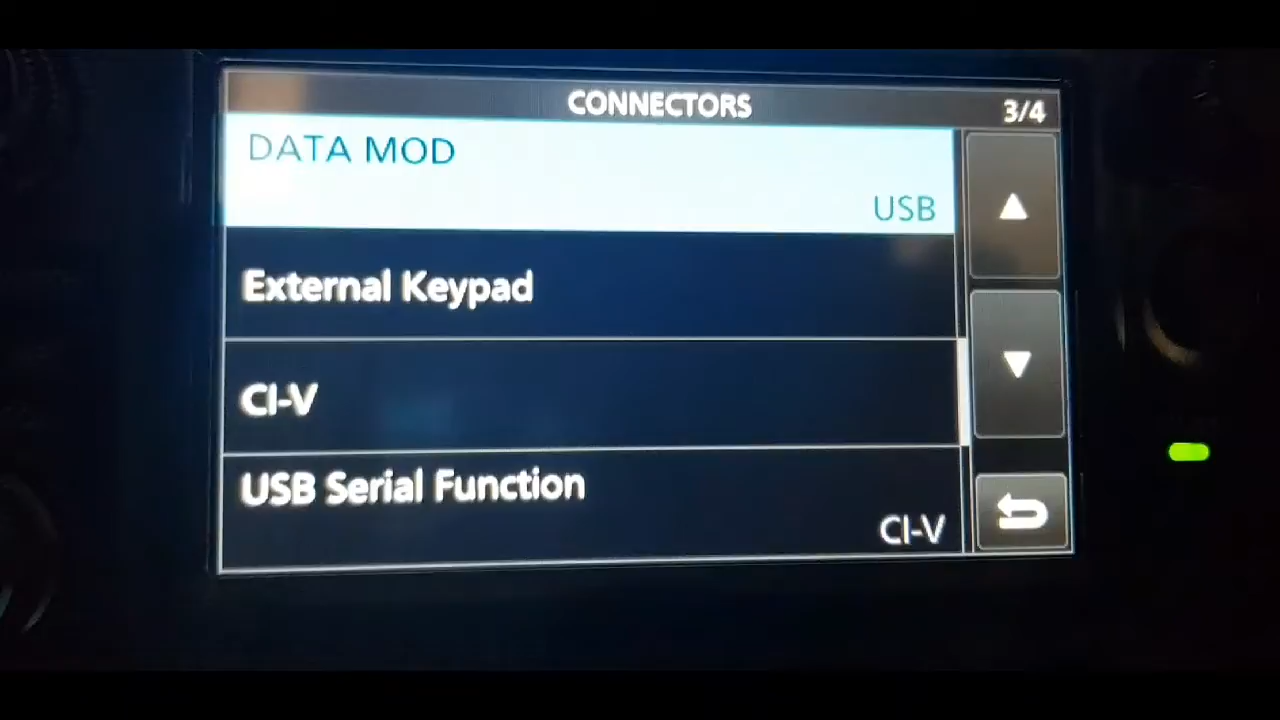 CONNECTORS
3/4
DATA MOD
USB
External Keypad
CI-V
USB Serial Function
CI-V